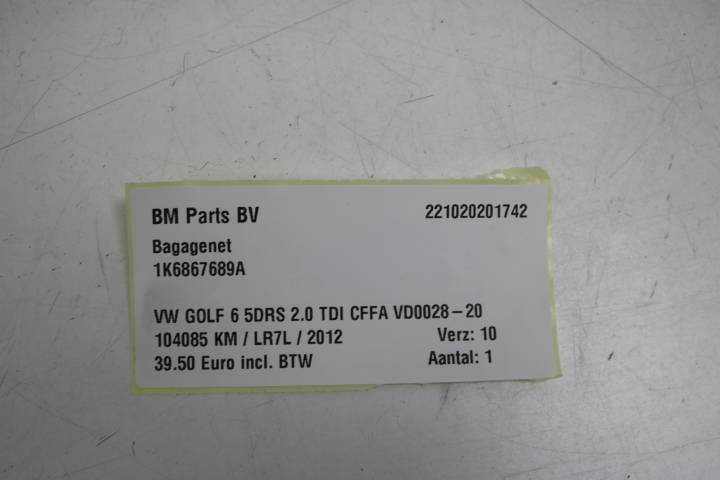 BM Parts BV 221020201742
Bagagenet
1K6867689A
VW GOLF 6 5DRS 2.0 TDI CFFA VD0028-20
104085 KM / LR7L / 2012 Verz: 10
39.50 Euro incl. BTW Aantal: 1